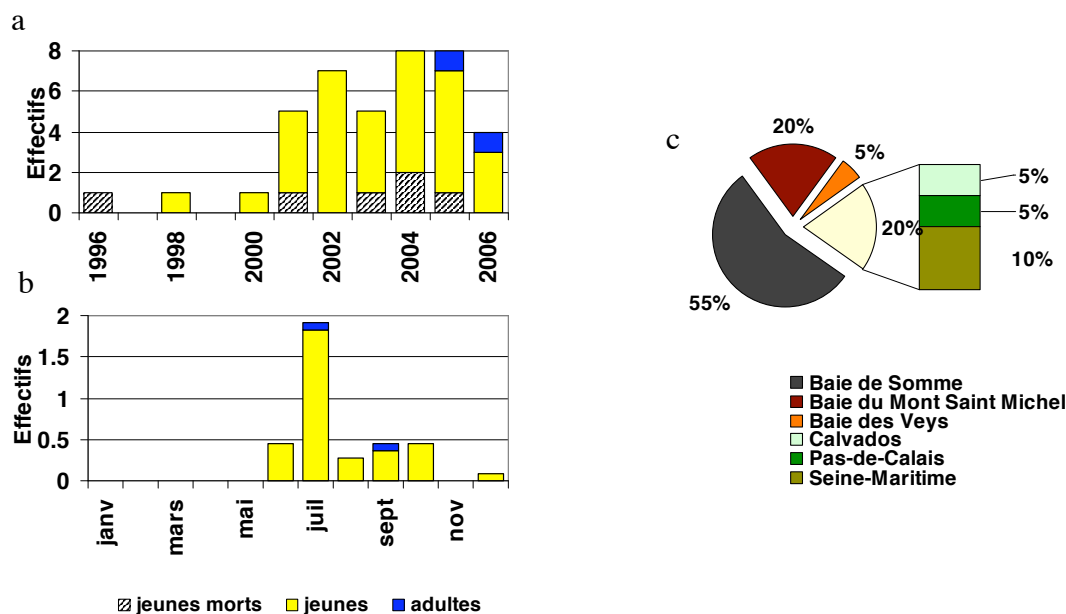 a
Effectifs
8
6
4
2
0
1996
1998
2000
2002
2004
2006
b
Effectifs
2
1.5
1
0.5
0
janv
mars
mai
juil
sept
nov
jeunes morts
jeunes
adultes
c
20%
5%
20%
55%
5%
5%
10%
Baie de Somme
Baie du Mont Saint Michel
Baie des Veys
Calvados
Pas-de-Calais
Seine-Maritime